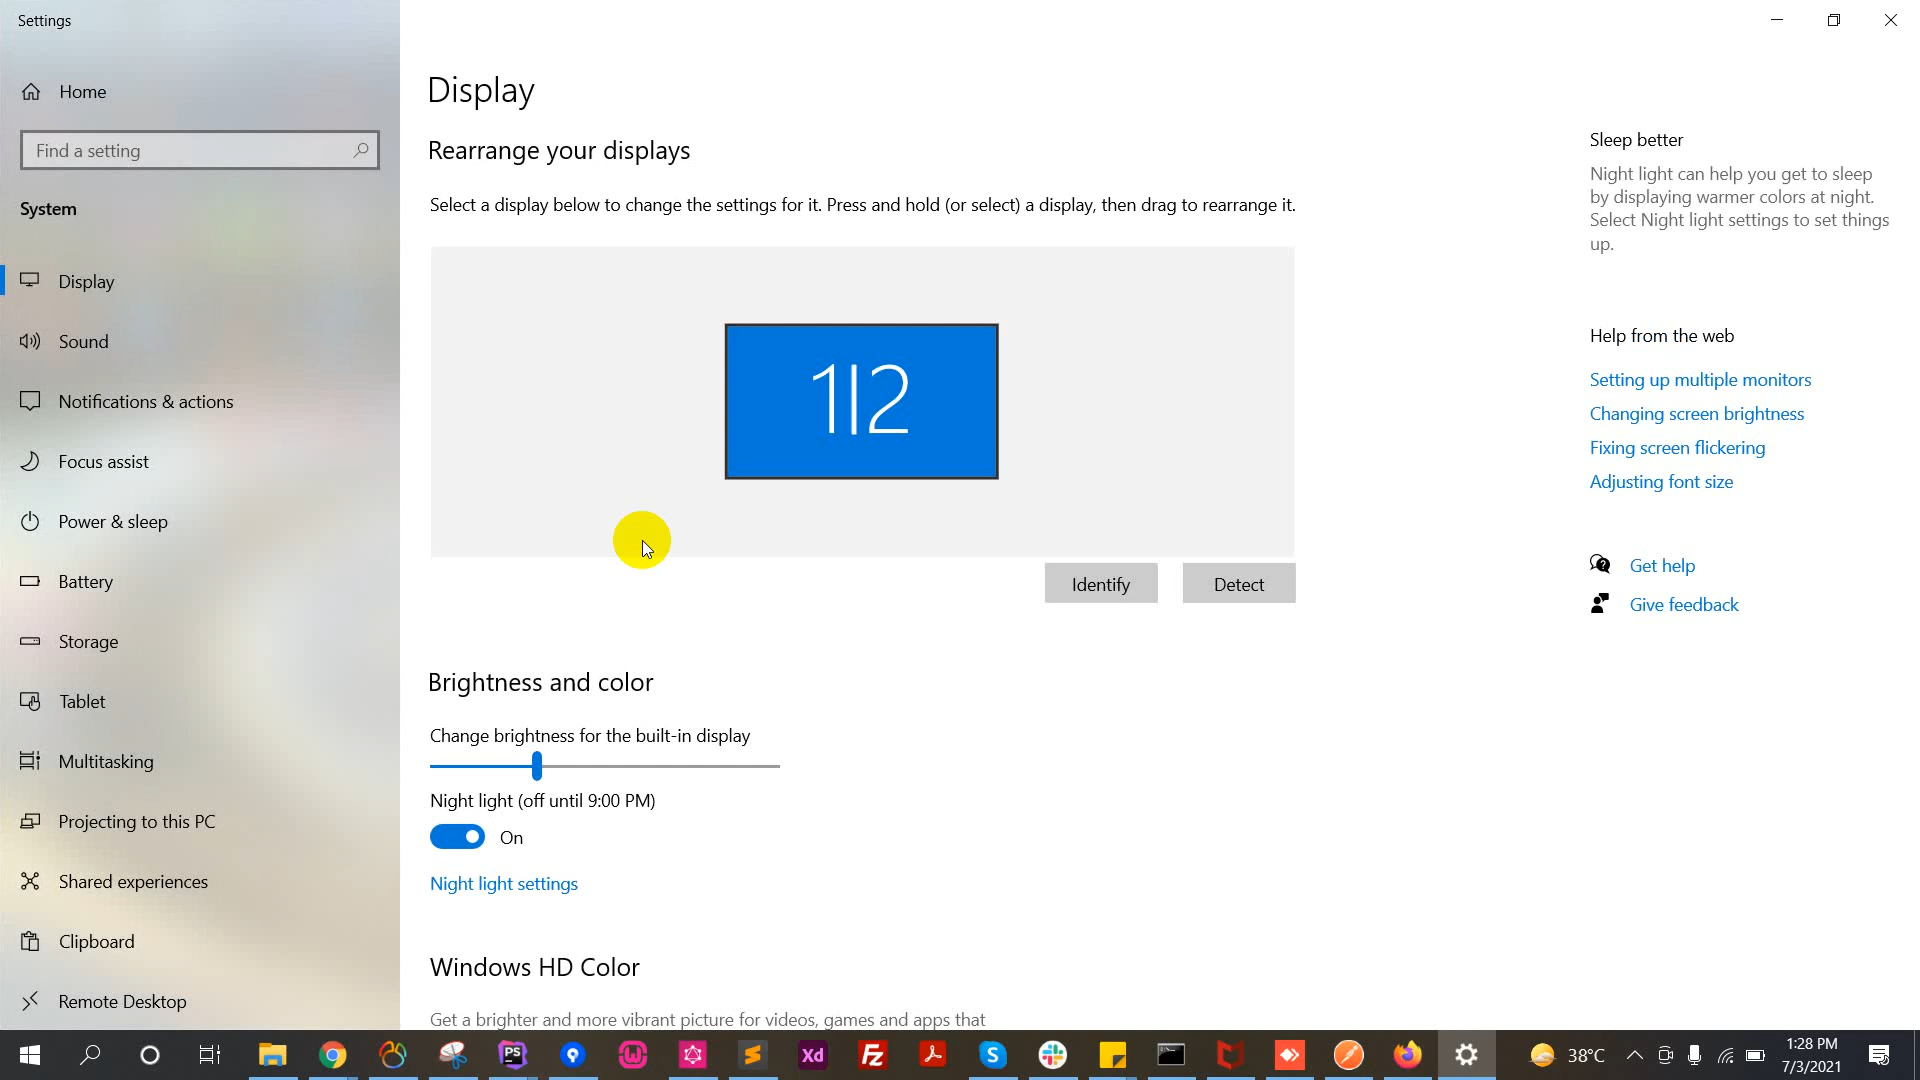 Settings
Home
Find a setting
System
Display
Sound
Notifications & actions
Focus assist
Power & sleep
Battery
Storage
Tablet
Multitasking
Projecting to this PC
Shared experiences
Clipboard
Remote Desktop
Display
Rearrange your displays
Select a display below to change the settings for it. Press and hold (or select) a display, then drag to rearrange it.
1|2
Identify
Detect
Brightness and color
Change brightness for the built-in display
Night light (off until 9:00 PM)
On
Night light settings
Windows HD Color
Get a brighter and more vibrant picture for videos, games and apps that
Sleep better
Night light can help you get to sleep
by displaying warmer colors at night.
Select Night light settings to set things
up.
Help from the web
Setting up multiple monitors
Changing screen brightness
Fixing screen flickering
Adjusting font size
Get help
Give feedback
PS
Xd
Fz
38°C
1:28 PM
7/3/2021